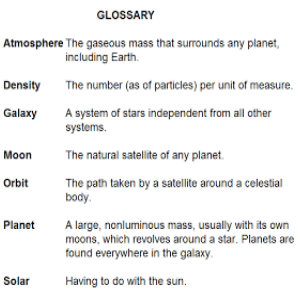 GLOSSARY
Atmosphere The gaseous mass that surrounds any planet,
including Earth.
Density The number (as of particles) per unit of measure.
Galaxy A system of stars independent from all other
systems.
Moon The natural satellite of any planet.
Orbit The path taken by a satellite around a celestial
body.
Planet A large, nonluminous mass, usually with its own
moons, which revolves around a star. Planets are
found everywhere in the galaxy.
Solar Having to do with the sun.